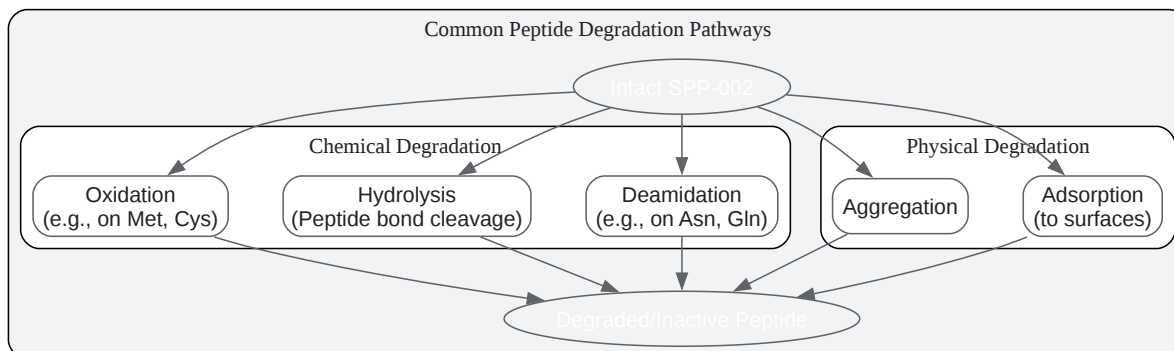 Common Peptide Degradation Pathways
Intact SPP-002
Chemical Degradation
Physical Degradation
Oxidation
(e.g., on Met, Cys)
Hydrolysis
(Peptide bond cleavage)
Deamidation
(e.g., on Asn, Gln)
Aggregation
Adsorption
(to surfaces)
Degraded/Inactive Peptide